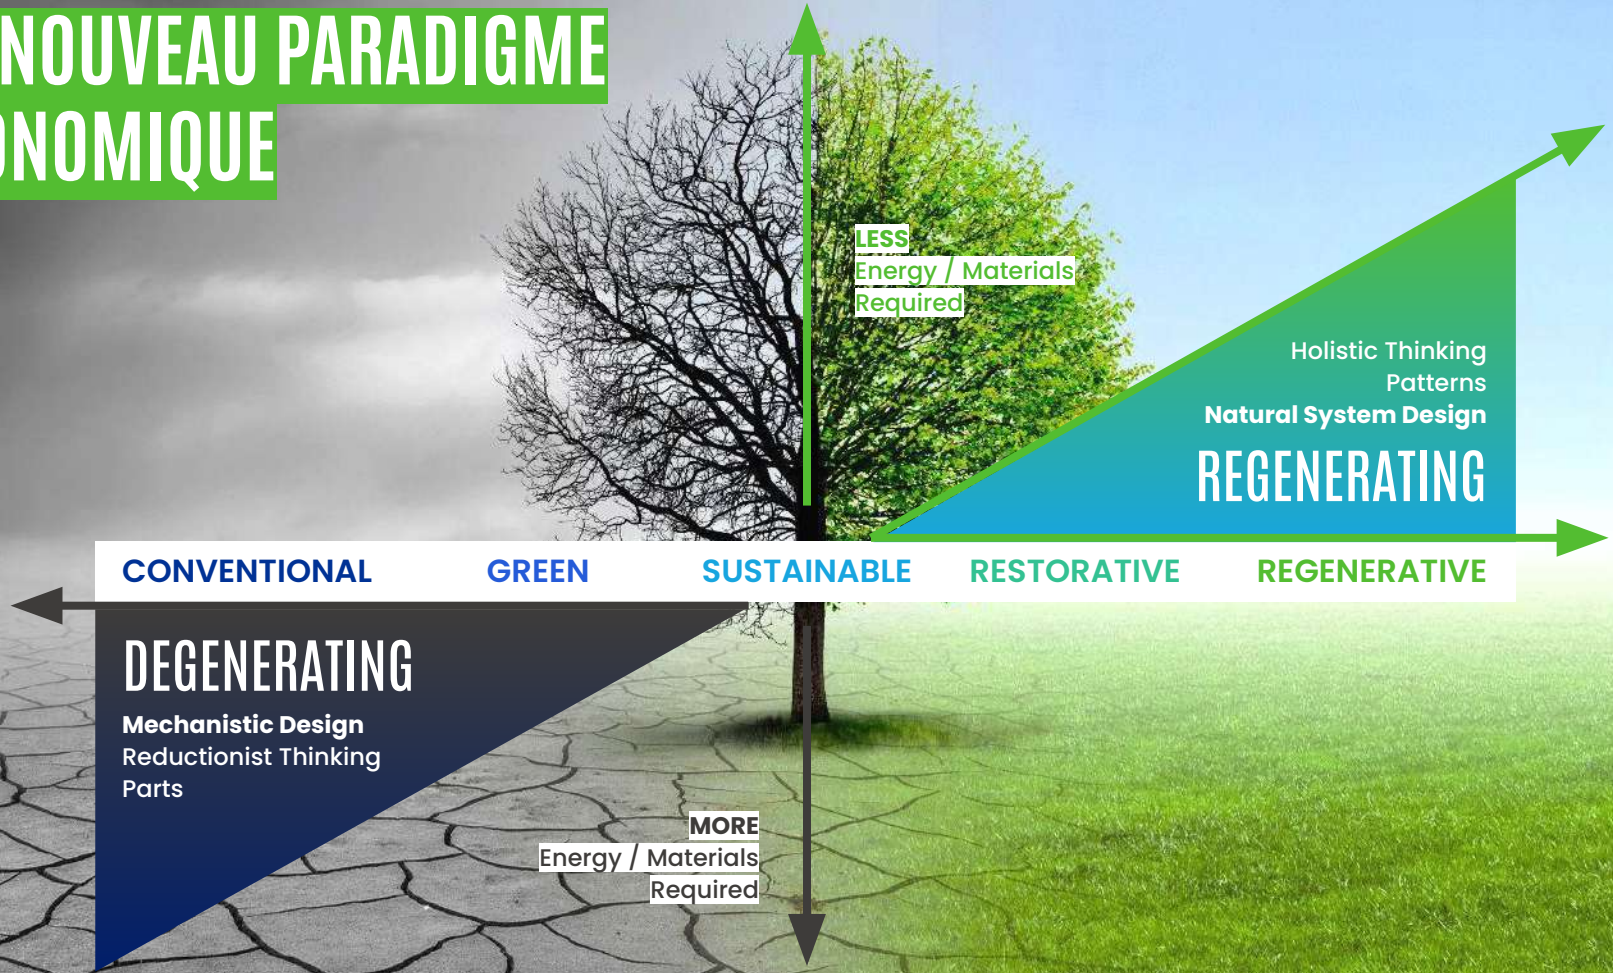 NOUVEAU PARADIGME
ONOMIQUE
LESS
Energy / Materials
Required
Holistic Thinking
Patterns
Natural System Design
REGENERATING
CONVENTIONAL GREEN SUSTAINABLE RESTORATIVE REGENERATIVE
DEGENERATING
Mechanistic Design
Reductionist Thinking
Parts
MORE
Energy / Materials
Required